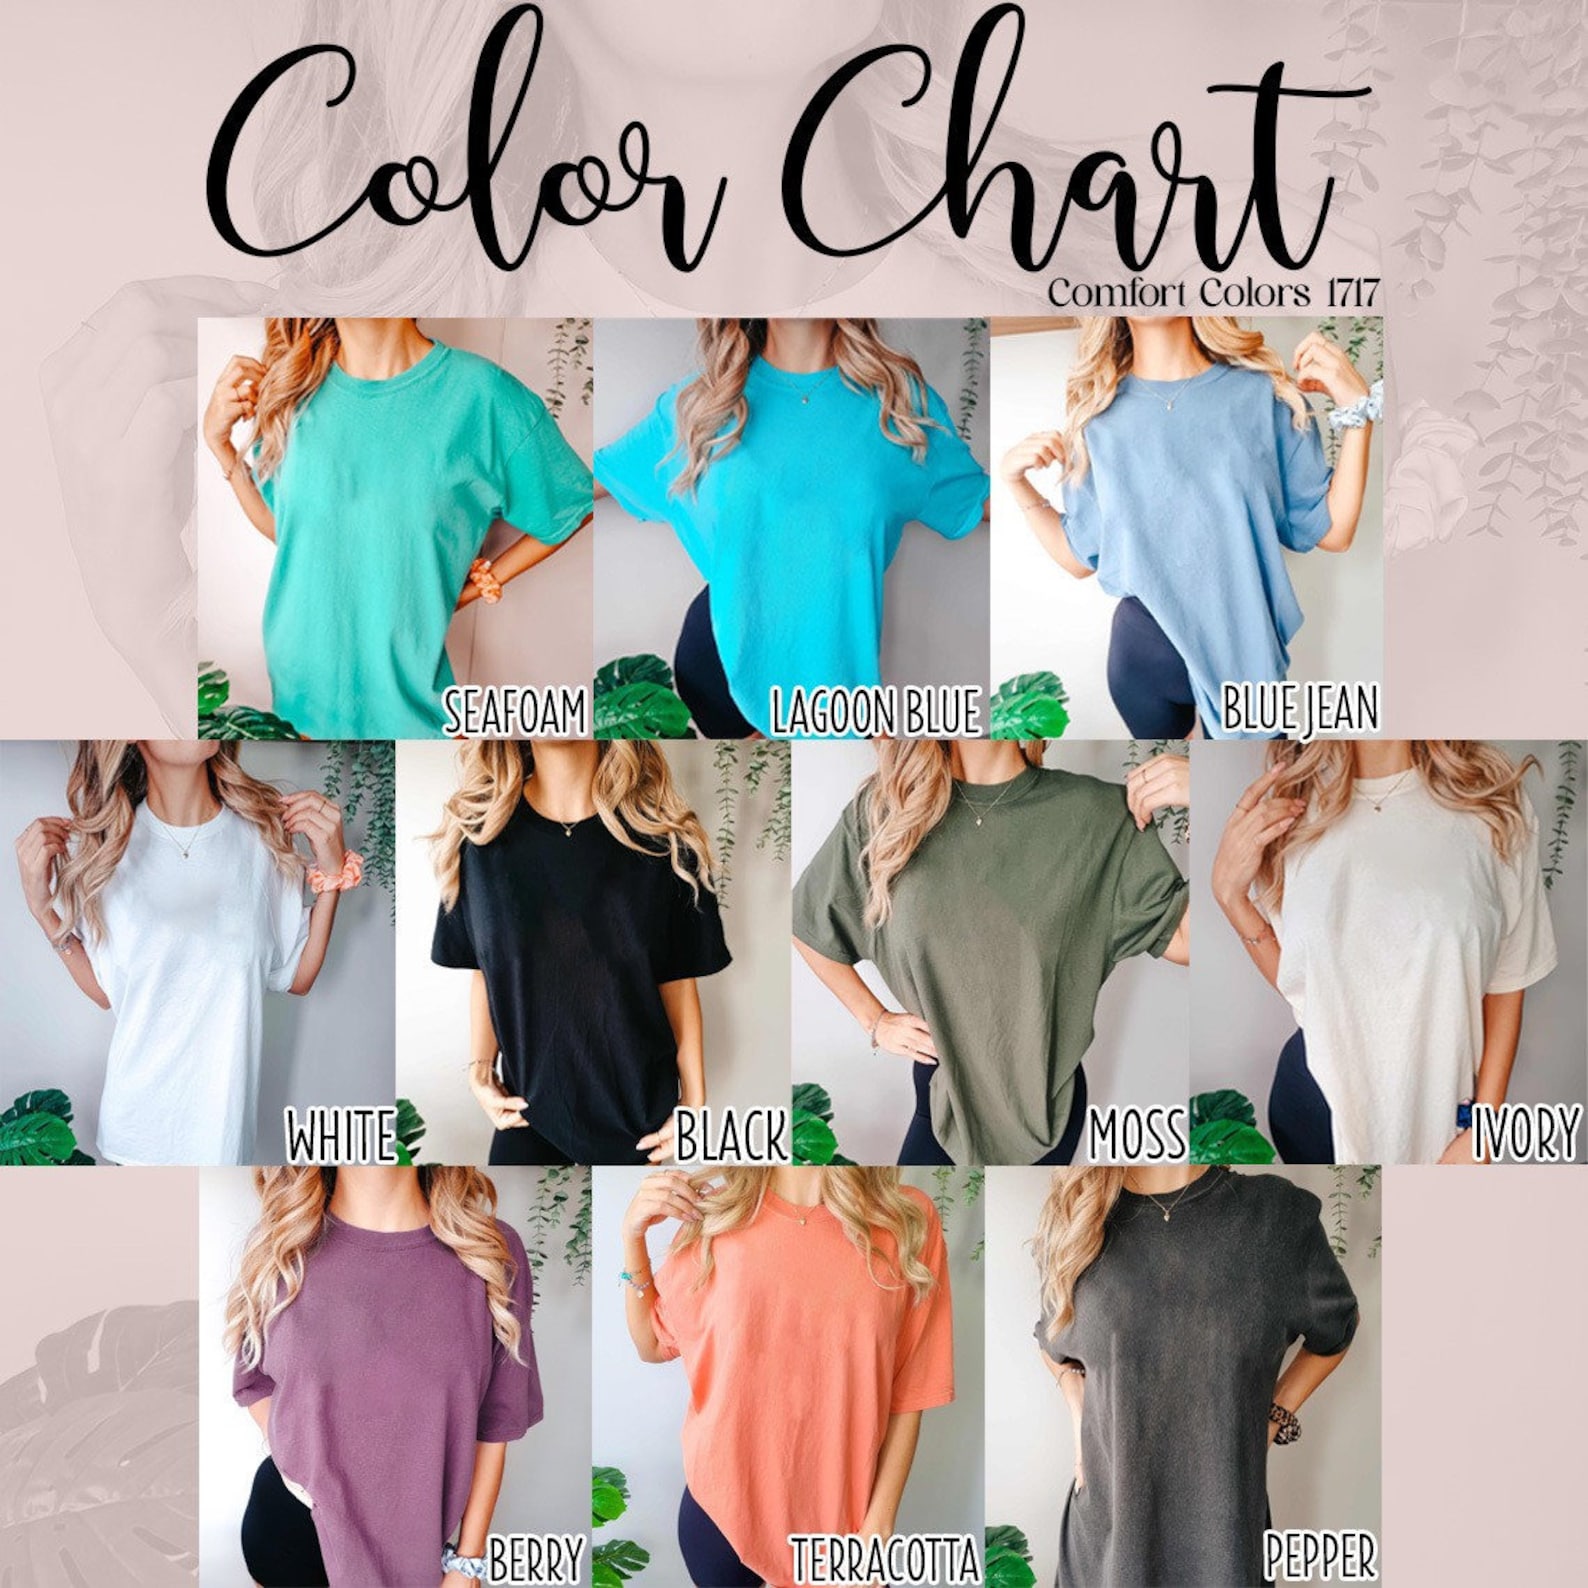 Color Chart
Comfort Colors 1717
SEAFOAM
LAGOON BLUE
BLUE JEAN
WHITE
BLACK
MOSS
IVORY
BERRY
TERRACOTTA
PEPPER